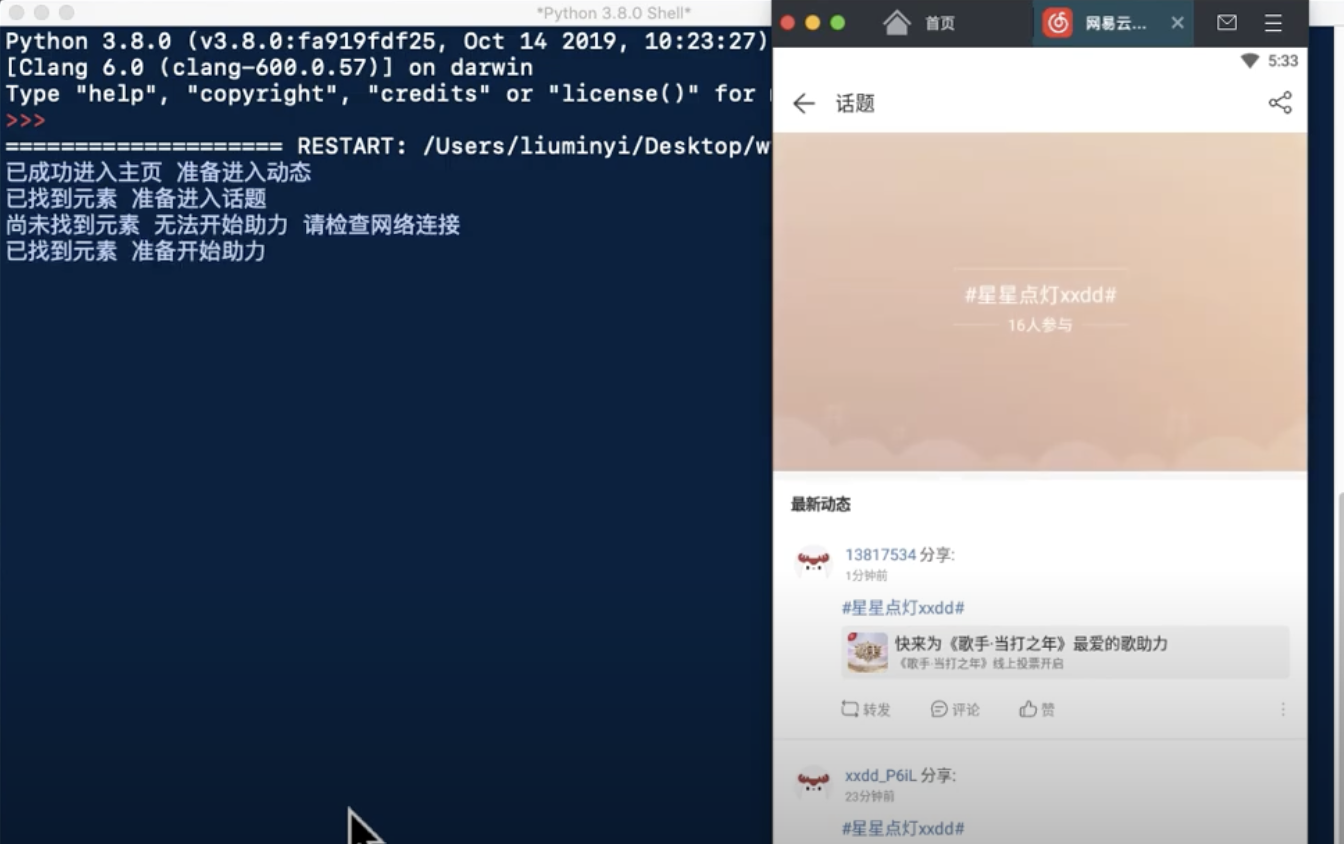 *Python 3.8.0 Shell*
Python 3.8.0 (v3.8.0:fa919fdf25, Oct 14 2019, 10:23:27)
[Clang 6.0 (clang-600.0.57)] on darwin
Type "help", "copyright", "credits" or "license()" for
>>>
==================== RESTART: /Users/liuminyi/Desktop/w
已成功进入主页 准备进入动态
已找到元素 准备进入话题
尚未找到元素 无法开始助力 请检查网络连接
已找到元素 准备开始助力
首页
网易云...
5:33
话题
#星星点灯xxdd#
16人参与
最新动态
13817534 分享:
1分钟前
#星星点灯xxdd#
快来为《歌手·当打之年》最爱的歌助力
《歌手·当打之年》线上投票开启
转发
评论
赞
xxdd_P6iL 分享:
23分钟前
#星星点灯xxdd#